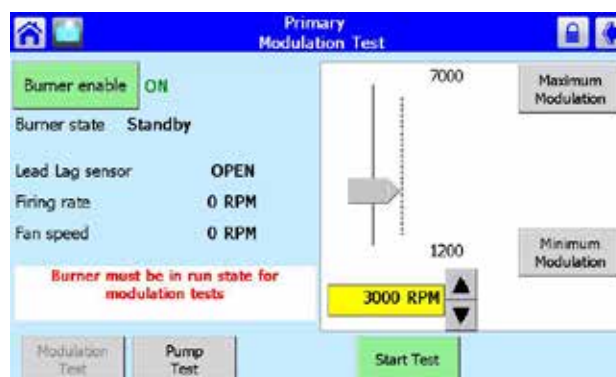 Primary
Modulation Test
Burner enable ON
Burner state Standby
Lead Lag sensor OPEN
Firing rate 0 RPM
Fan speed 0 RPM
Burner must be in run state for
modulation tests
Modulation
Test
Pump
Test
7000
1200
3000 RPM
Maximum
Modulation
Minimum
Modulation
Start Test